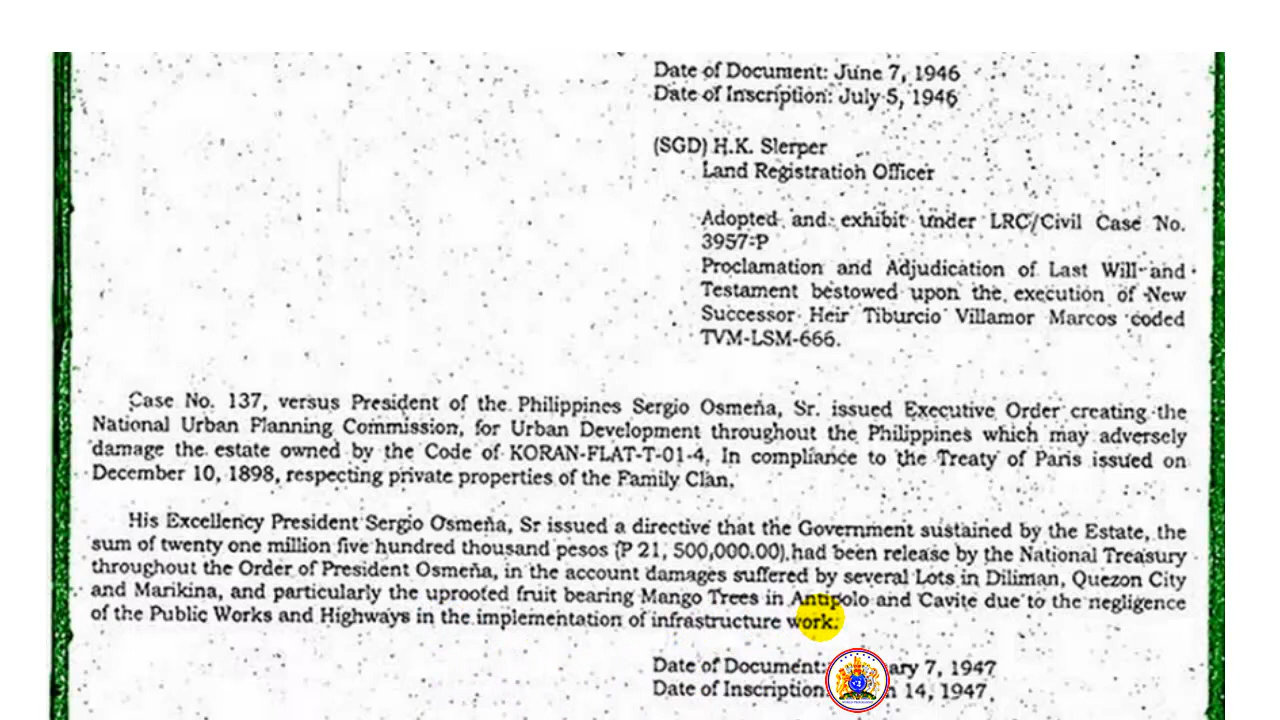 Date of Document: June 7, 1946
Date of Inscription: July 5, 1946
(SGD) H.K. Slerper
Land Registration Officer
Adopted and exhibit under LRC/Civil Case No.
3957-P
Proclamation and Adjudication of Last Will and
Testament bestowed upon the execution of New
Successor Heir Tiburcio Villamor Marcos coded
TVM-LSM-666.
Case No. 137, versus President of the Philippines Sergio Osmeña, Sr. issued Executive Order creating the
National Urban Planning Commission, for Urban Development throughout the Philippines which may adversely
damage the estate owned by the Code of KORAN-FLAT-T-01-4. In compliance to the Treaty of Paris issued on
December 10, 1898, respecting private properties of the Family Clan.
His Excellency President Sergio Osmeña, Sr issued a directive that the Government sustained by the Estate, the
sum of twenty one million five hundred thousand pesos (P 21, 500,000.00) had been release by the National Treasury
throughout the Order of President Osmeña, in the account damages suffered by several Lots in Diliman, Quezon City
and Marikina, and particularly the uprooted fruit bearing Mango Trees in Antipolo and Cavite due to the negligence
of the Public Works and Highways in the implementation of infrastructure work.
Date of Document: ary 7, 1947
Date of Inscription 14, 1947